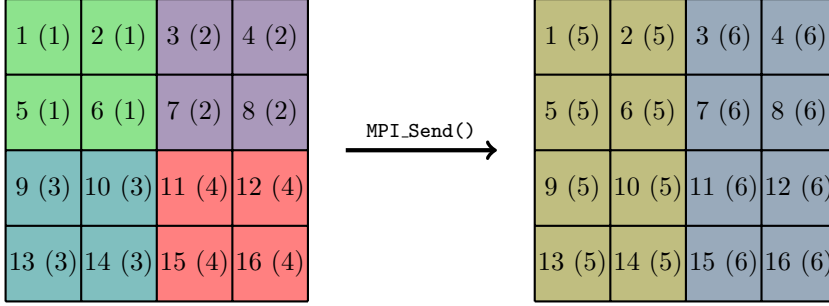 1 (1) 2 (1) 3 (2) 4 (2)
5 (1) 6 (1) 7 (2) 8 (2)
9 (3) 10 (3) 11 (4) 12 (4)
13 (3) 14 (3) 15 (4) 16 (4)
MPI_Send()
1 (5) 2 (5) 3 (6) 4 (6)
5 (5) 6 (5) 7 (6) 8 (6)
9 (5) 10 (5) 11 (6) 12 (6)
13 (5) 14 (5) 15 (6) 16 (6)